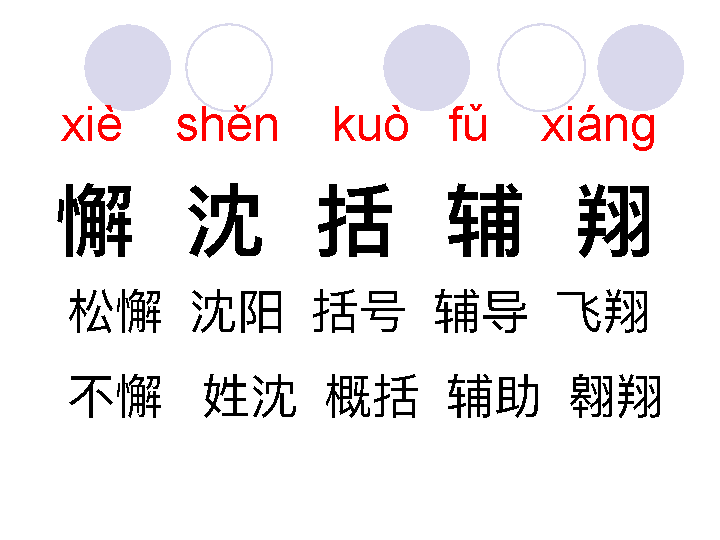 xiè shěn kuò fǔ xiáng
懈 沈 括 辅 翔
松懈 沈阳 括号 辅导 飞翔
不懈 姓沈 概括 辅助 翱翔